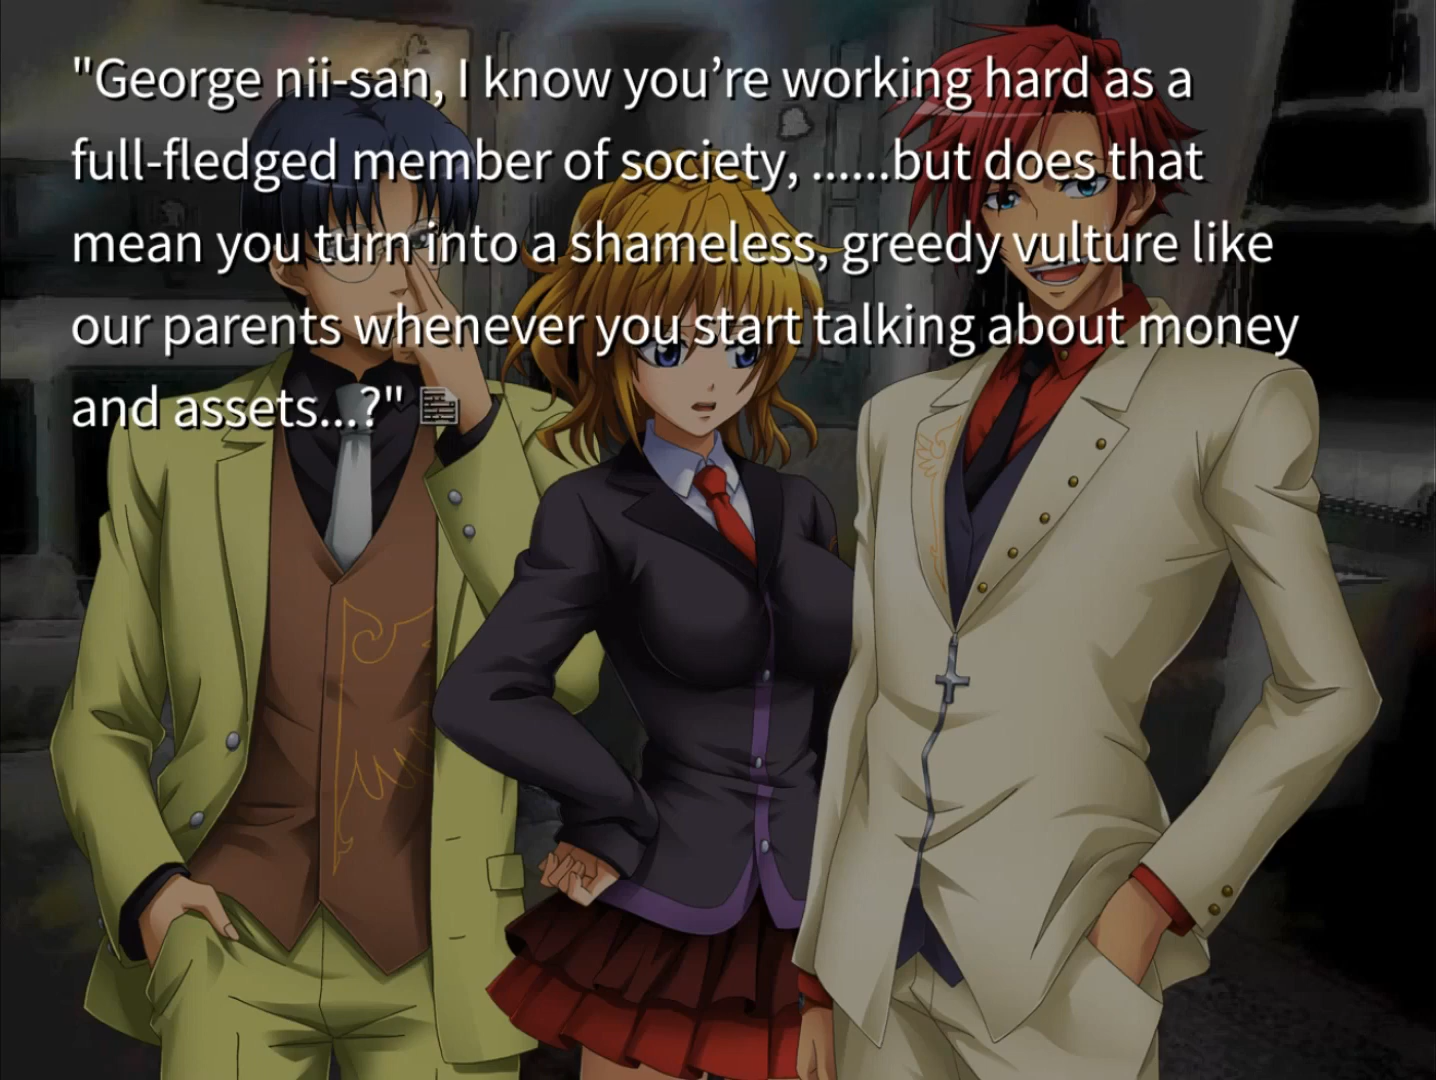 "George nii-san, I know you’re working hard as a
full-fledged member of society, ......but does that
mean you turn into a shameless, greedy vulture like
our parents whenever you start talking about money
and assets...?"